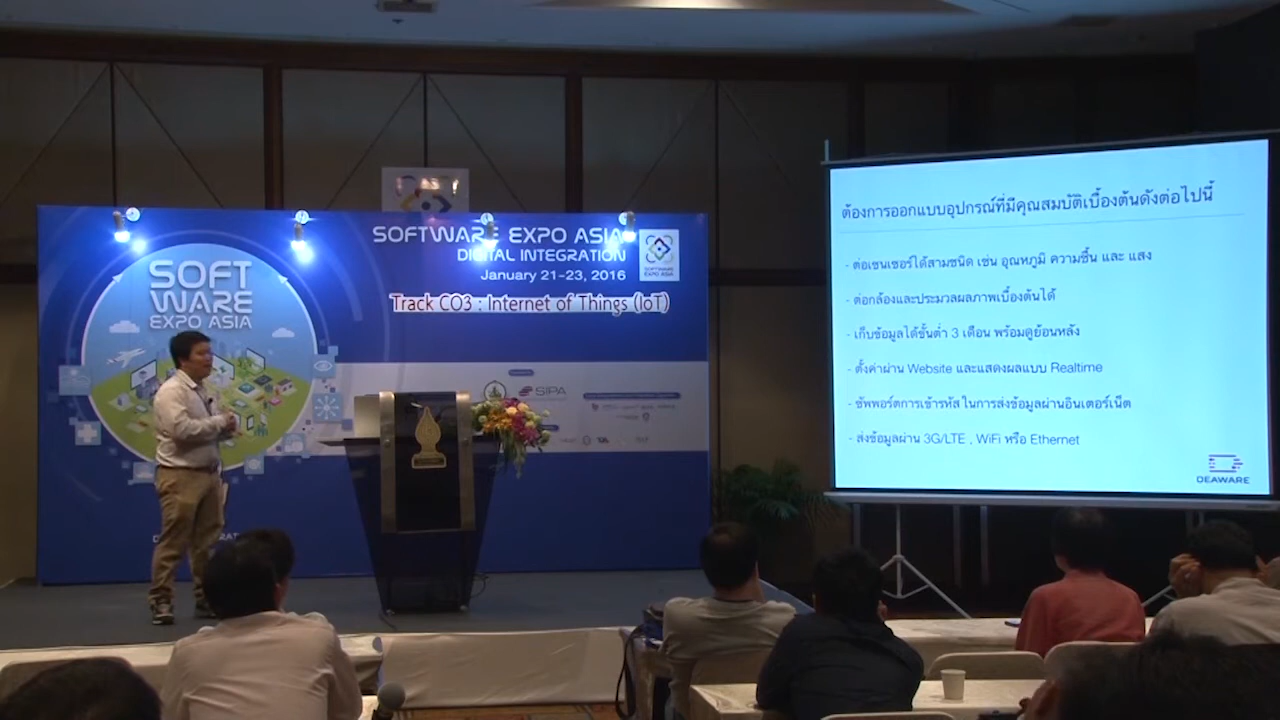 SOFTWARE EXPO ASIA
DIGITAL INTEGRATION
January 21-23, 2016
Track CO3 : Internet of Things (IoT)
SOFTWARE
EXPO ASIA
SOFT
WARE
EXPO ASIA
SIPA
ต้องการออกแบบอุปกรณ์ที่มีคุณสมบัติเบื้องต้นดังต่อไปนี้
- ต่อเซนเซอร์ได้สามชนิด เช่น อุณหภูมิ ความชื้น และ แสง
- ต่อกล้องและประมวลผลภาพเบื้องต้นได้
- เก็บข้อมูลได้ขั้นต่ำ 3 เดือน พร้อมดูย้อนหลัง
- ตั้งค่าผ่าน Website และแสดงผลแบบ Realtime
- ซัพพอร์ตการเข้ารหัส ในการส่งข้อมูลผ่านอินเตอร์เน็ต
- ส่งข้อมูลผ่าน 3G/LTE , WiFi หรือ Ethernet
DEAWARE